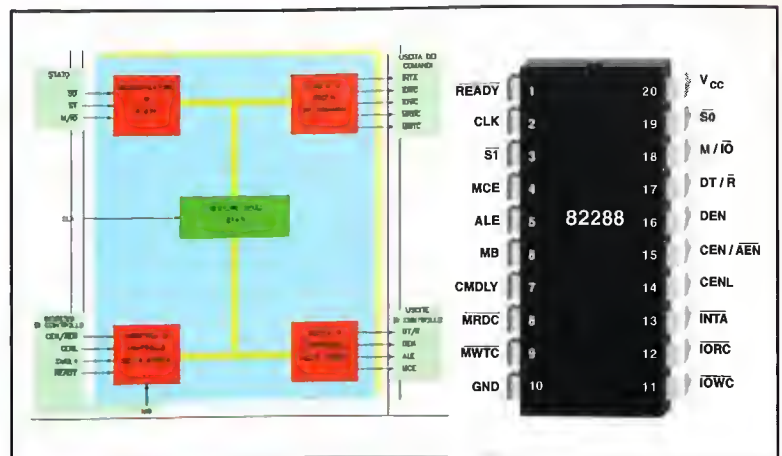 STATO
S0
S1
M/IO
CLK
USCITA DEI
COMANDI
INTA
IORC
IOWC
MRDC
MWTC
INGRESSI
DI CONTROLLO
CEN/AEN
CENL
CMDLY
READY
MB
USCITE
DI CONTROLLO
DT/R
DEN
ALE
MCE
82288
READY 1
CLK 2
S1 3
MCE 4
ALE 5
MB 6
CMDLY 7
MRDC 8
MWTC 9
GND 10
20 VCC
19 S0
18 M/IO
17 DT/R
16 DEN
15 CEN/AEN
14 CENL
13 INTA
12 IORC
11 IOWC